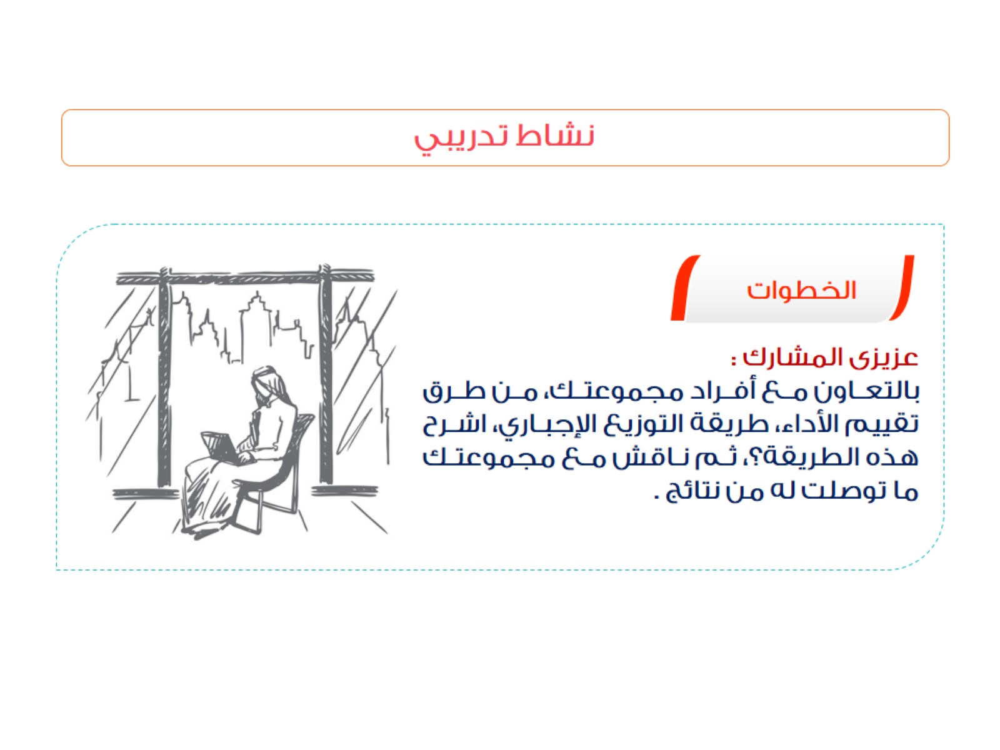 نشاط تدريبي
الخطوات
عزيزى المشارك :
بالتعـاون مـع أفـراد مجموعتـك، مـن طـرق
تقييم الأداء، طريقة التوزيع الإجبـاري، اشـرح
هذه الطريقة؟، ثـم نـاقش مـع مجموعتـك
ما توصلت له من نتائج .